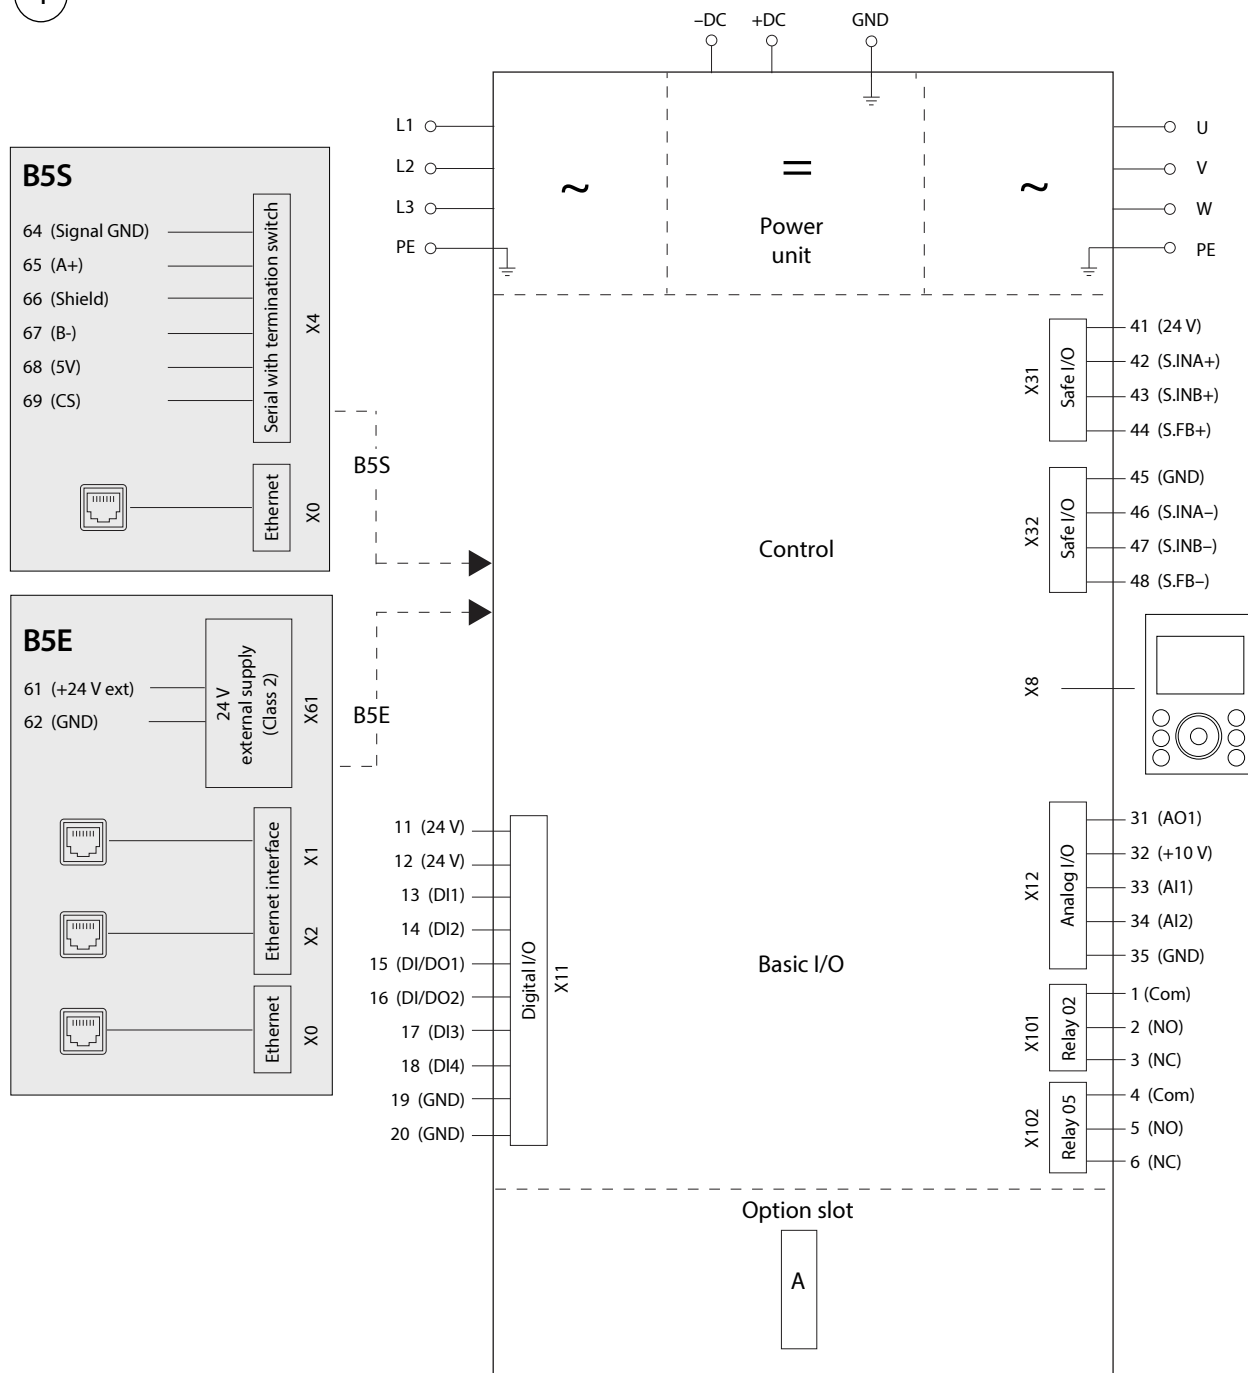 –DC +DC GND
L1
L2
L3
PE
U
V
W
PE
~
=
~
Power
unit
B5S
64 (Signal GND)
65 (A+)
66 (Shield)
67 (B-)
68 (5V)
69 (CS)
Serial with termination switch
X4
Ethernet
X0
B5S
B5E
61 (+24 V ext)
62 (GND)
24 V
external supply
(Class 2)
X61
Ethernet interface
X1
X2
Ethernet
X0
B5E
Control
X31
Safe I/O
41 (24 V)
42 (S.INA+)
43 (S.INB+)
44 (S.FB+)
X32
Safe I/O
45 (GND)
46 (S.INA–)
47 (S.INB–)
48 (S.FB–)
X8
11 (24 V)
12 (24 V)
13 (DI1)
14 (DI2)
15 (DI/DO1)
16 (DI/DO2)
17 (DI3)
18 (DI4)
19 (GND)
20 (GND)
Digital I/O
X11
Basic I/O
X12
Analog I/O
31 (AO1)
32 (+10 V)
33 (AI1)
34 (AI2)
35 (GND)
X101
Relay 02
1 (Com)
2 (NO)
3 (NC)
X102
Relay 05
4 (Com)
5 (NO)
6 (NC)
Option slot
A